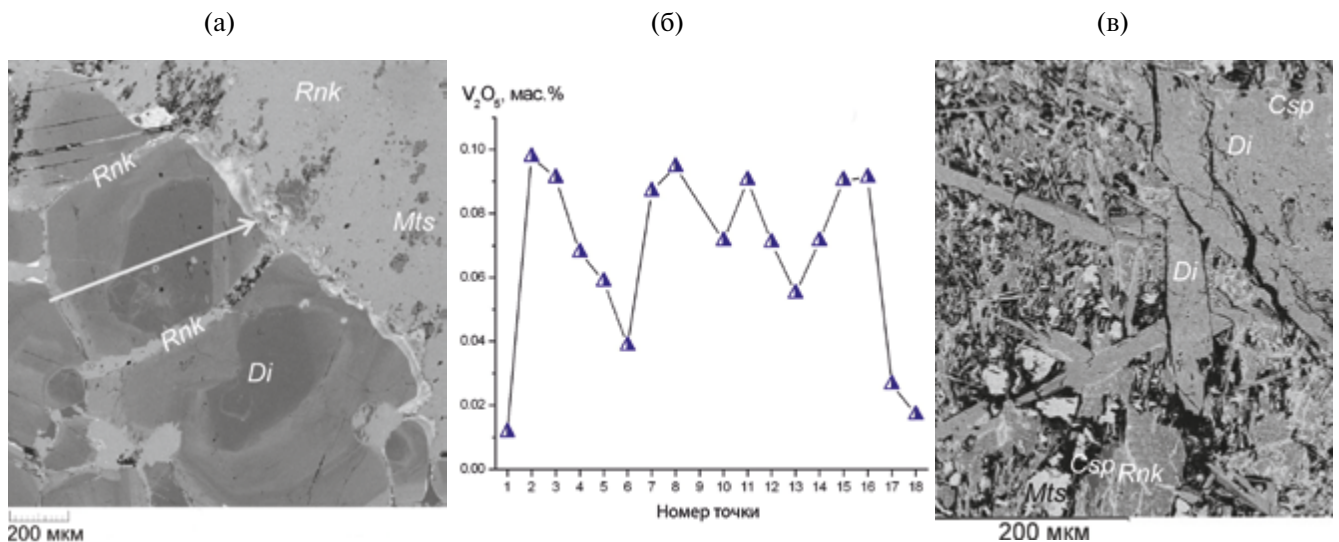 (а)
Rnk
Rnk
Mts
Rnk
Di
200 мкм
(б)
V₂O₅, мас.%
0.10
0.08
0.06
0.04
0.02
0.00
1 2 3 4 5 6 7 8 10 11 12 13 14 15 16 17 18
Номер точки
(в)
Csp
Di
Di
Csp
Rnk
Mts
200 мкм